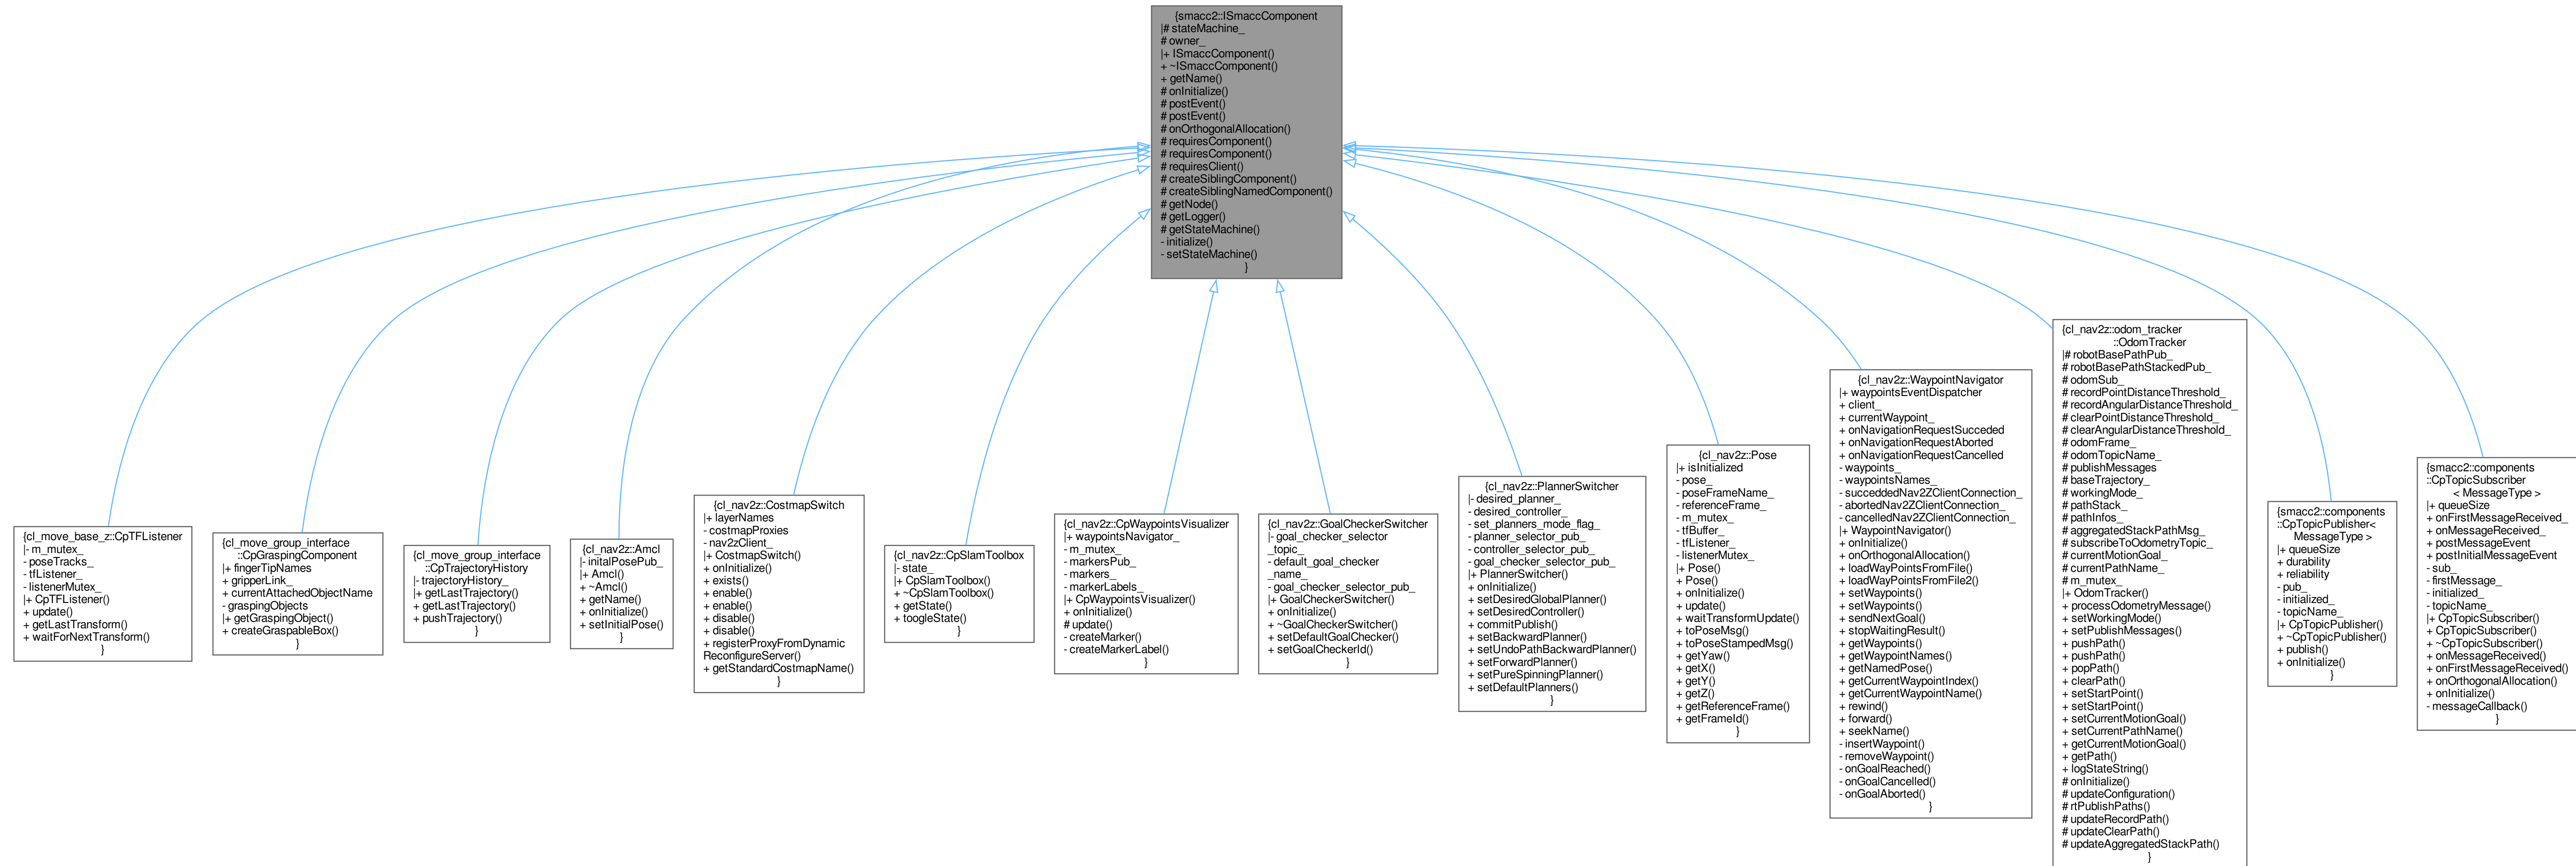 {smacc2::ISmaccComponent
|# stateMachine_
# owner_
|+ ISmaccComponent()
+ ~ISmaccComponent()
+ getName()
# onInitialize()
# postEvent()
# postEvent()
# onOrthogonalAllocation()
# requiresComponent()
# requiresComponent()
# requiresClient()
# createSiblingComponent()
# createSiblingNamedComponent()
# getNode()
# getLogger()
# getStateMachine()
- initialize()
- setStateMachine()
}
{cl_move_base_z::CpTFListener
|- m_mutex_
- poseTracks_
- tfListener_
- listenerMutex_
|+ CpTFListener()
+ update()
+ getLastTransform()
+ waitForNextTransform()
}
{cl_move_group_interface
::CpGraspingComponent
|+ fingerTipNames
+ gripperLink_
+ currentAttachedObjectName
- graspingObjects
|+ getGraspingObject()
+ createGraspableBox()
}
{cl_move_group_interface
::CpTrajectoryHistory
|- trajectoryHistory_
|+ getLastTrajectory()
+ getLastTrajectory()
+ pushTrajectory()
}
{cl_nav2z::Amcl
|- initalPosePub_
|+ Amcl()
+ ~Amcl()
+ getName()
+ onInitialize()
+ setInitialPose()
}
{cl_nav2z::CostmapSwitch
|+ layerNames
- costmapProxies
- nav2zClient_
|+ CostmapSwitch()
+ onInitialize()
+ exists()
+ enable()
+ enable()
+ disable()
+ disable()
+ registerProxyFromDynamic
ReconfigureServer()
+ getStandardCostmapName()
}
{cl_nav2z::CpSlamToolbox
|- state_
|+ CpSlamToolbox()
+ ~CpSlamToolbox()
+ getState()
+ toogleState()
}
{cl_nav2z::CpWaypointsVisualizer
|+ waypointsNavigator_
- m_mutex_
- markersPub_
- markers_
- markerLabels_
|+ CpWaypointsVisualizer()
+ onInitialize()
# update()
- createMarker()
- createMarkerLabel()
}
{cl_nav2z::GoalCheckerSwitcher
|- goal_checker_selector
_topic_
- default_goal_checker
_name_
- goal_checker_selector_pub_
|+ GoalCheckerSwitcher()
+ onInitialize()
+ ~GoalCheckerSwitcher()
+ setDefaultGoalChecker()
+ setGoalCheckerId()
}
{cl_nav2z::PlannerSwitcher
|- desired_planner_
- desired_controller_
- set_planners_mode_flag_
- planner_selector_pub_
- controller_selector_pub_
- goal_checker_selector_pub_
|+ PlannerSwitcher()
+ onInitialize()
+ setDesiredGlobalPlanner()
+ setDesiredController()
+ commitPublish()
+ setBackwardPlanner()
+ setUndoPathBackwardPlanner()
+ setForwardPlanner()
+ setPureSpinningPlanner()
+ setDefaultPlanners()
}
{cl_nav2z::Pose
|+ isInitialized
- pose_
- poseFrameName_
- referenceFrame_
- m_mutex_
- tfBuffer_
- tfListener_
- listenerMutex_
|+ Pose()
+ Pose()
+ onInitialize()
+ update()
+ waitTransformUpdate()
+ toPoseMsg()
+ toPoseStampedMsg()
+ getYaw()
+ getX()
+ getY()
+ getZ()
+ getReferenceFrame()
+ getFrameId()
}
{cl_nav2z::WaypointNavigator
|+ waypointsEventDispatcher
+ client_
+ currentWaypoint_
+ onNavigationRequestSucceded
+ onNavigationRequestAborted
+ onNavigationRequestCancelled
- waypoints_
- waypointsNames_
- succeddedNav2ZClientConnection_
- abortedNav2ZClientConnection_
- cancelledNav2ZClientConnection_
|+ WaypointNavigator()
+ onInitialize()
+ onOrthogonalAllocation()
+ loadWayPointsFromFile()
+ loadWayPointsFromFile2()
+ setWaypoints()
+ setWaypoints()
+ sendNextGoal()
+ stopWaitingResult()
+ getWaypoints()
+ getWaypointNames()
+ getNamedPose()
+ getCurrentWaypointIndex()
+ getCurrentWaypointName()
+ rewind()
+ forward()
+ seekName()
- insertWaypoint()
- removeWaypoint()
- onGoalReached()
- onGoalCancelled()
- onGoalAborted()
}
{cl_nav2z::odom_tracker
::OdomTracker
|# robotBasePathPub_
# robotBasePathStackedPub_
# odomSub_
# recordPointDistanceThreshold_
# recordAngularDistanceThreshold_
# clearPointDistanceThreshold_
# clearAngularDistanceThreshold_
# odomFrame_
# odomTopicName_
# publishMessages
# baseTrajectory_
# workingMode_
# pathStack_
# pathInfos_
# aggregatedStackPathMsg_
# subscribeToOdometryTopic_
# currentMotionGoal_
# currentPathName_
# m_mutex_
|+ OdomTracker()
+ processOdometryMessage()
+ setWorkingMode()
+ setPublishMessages()
+ pushPath()
+ pushPath()
+ popPath()
+ clearPath()
+ setStartPoint()
+ setStartPoint()
+ setCurrentMotionGoal()
+ setCurrentPathName()
+ getCurrentMotionGoal()
+ getPath()
+ logStateString()
# onInitialize()
# updateConfiguration()
# rtPublishPaths()
# updateRecordPath()
# updateClearPath()
# updateAggregatedStackPath()
}
{smacc2::components
::CpTopicPublisher<
MessageType >
|+ queueSize
+ durability
+ reliability
- pub_
- initialized_
- topicName_
|+ CpTopicPublisher()
+ ~CpTopicPublisher()
+ publish()
+ onInitialize()
}
{smacc2::components
::CpTopicSubscriber
< MessageType >
|+ queueSize
+ onFirstMessageReceived_
+ onMessageReceived_
+ postMessageEvent
+ postInitialMessageEvent
- sub_
- firstMessage_
- initialized_
- topicName_
|+ CpTopicSubscriber()
+ CpTopicSubscriber()
+ ~CpTopicSubscriber()
+ onMessageReceived()
+ onFirstMessageReceived()
+ onOrthogonalAllocation()
+ onInitialize()
- messageCallback()
}